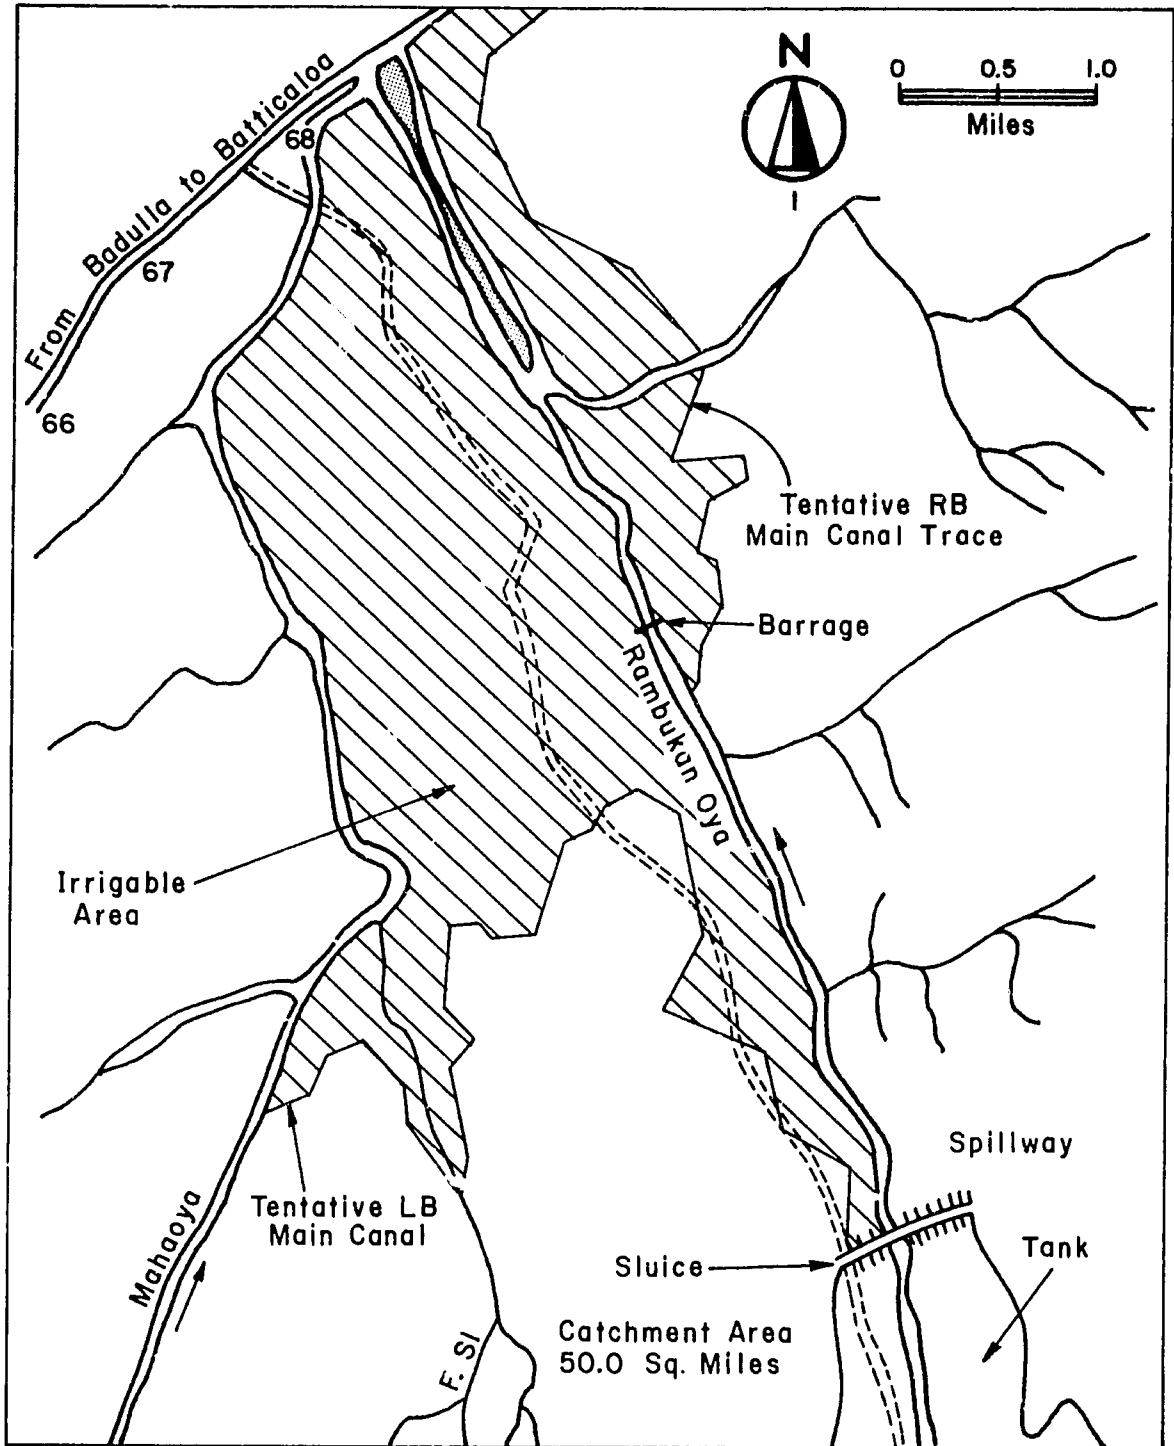 N
0 0.5 1.0
Miles
From Badulla to Batticaloa
68
67
66
Tentative RB
Main Canal Trace
Barrage
Rambukan Oya
Irrigable
Area
Spillway
Tentative LB
Main Canal
Mahaoya
Sluice
Tank
Catchment Area
50.0 Sq. Miles
F. Sl